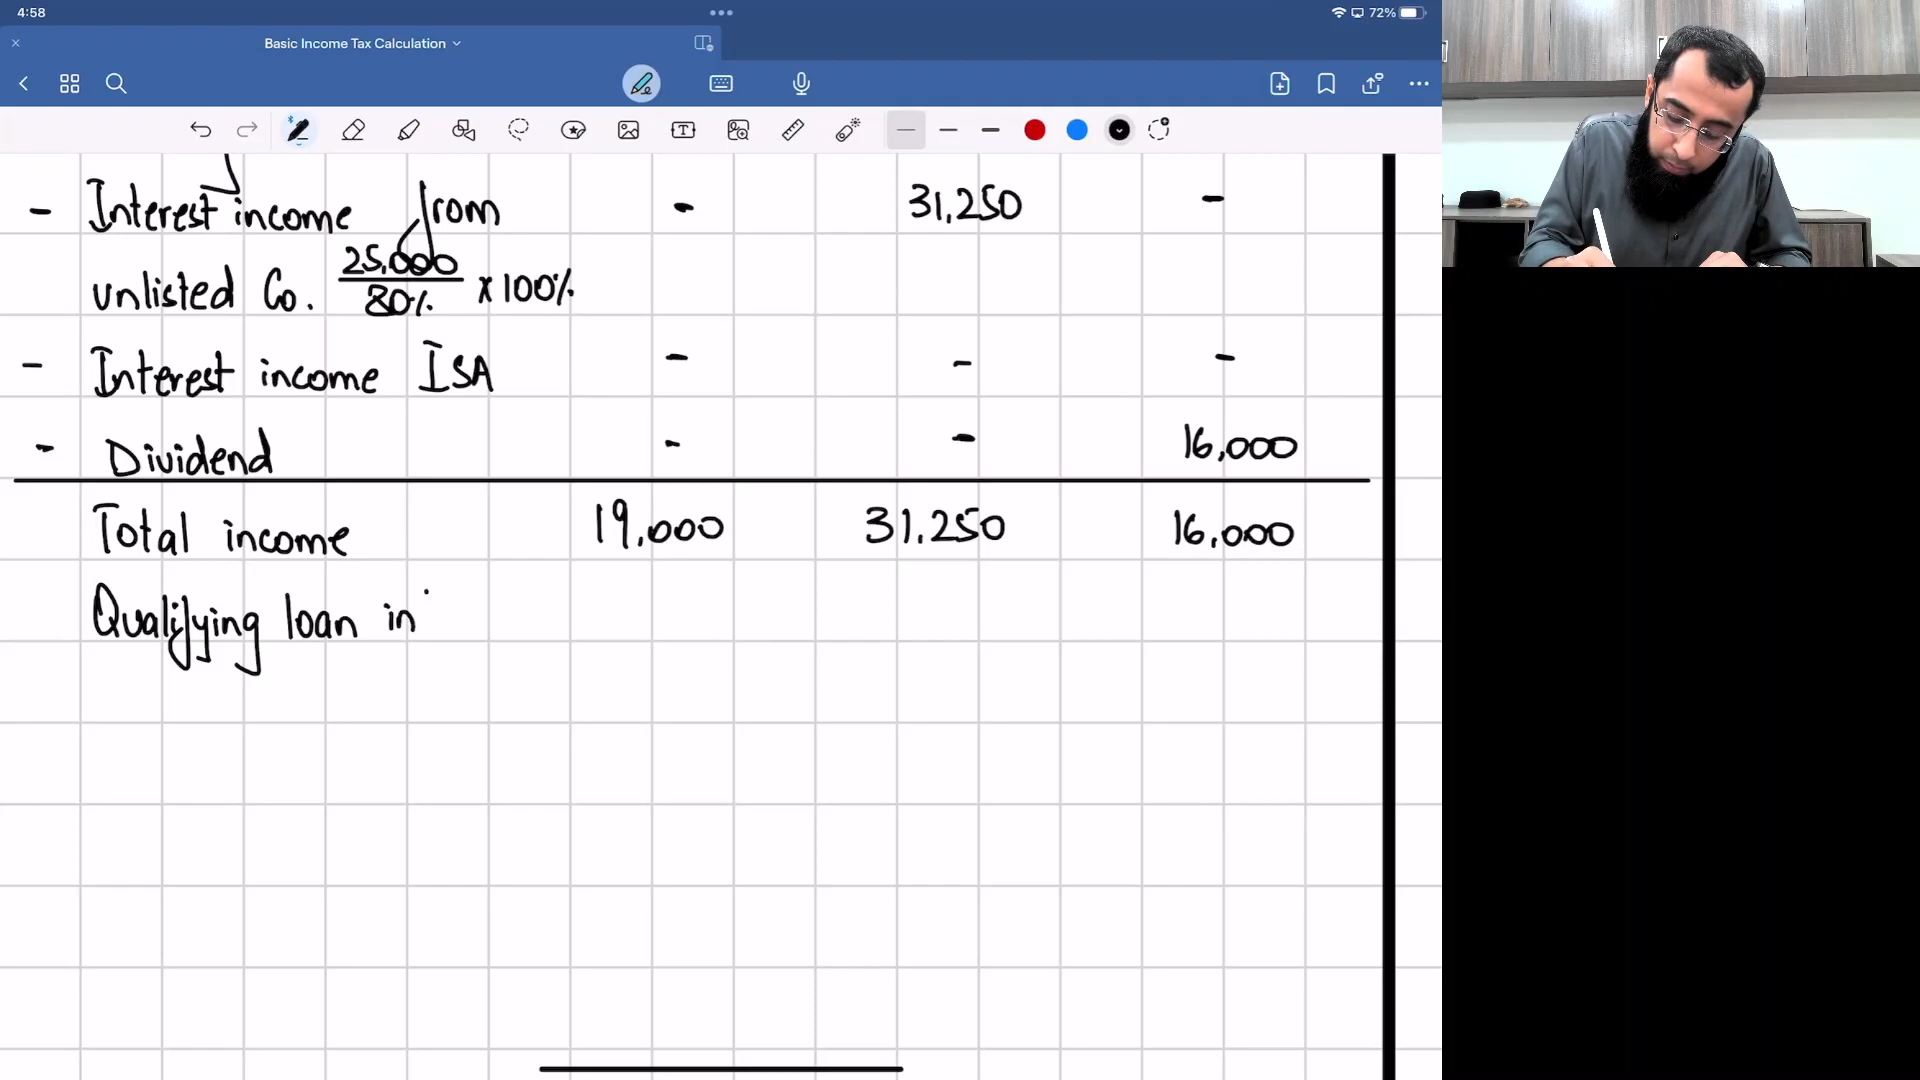 4:58
72%
Basic Income Tax Calculation
- Interest income from - 31,250 -
unlisted Co. 25,000 / 80% x 100%
- Interest income ISA - - -
- Dividend - - 16,000
Total income 19,000 31,250 16,000
Qualifying loan in